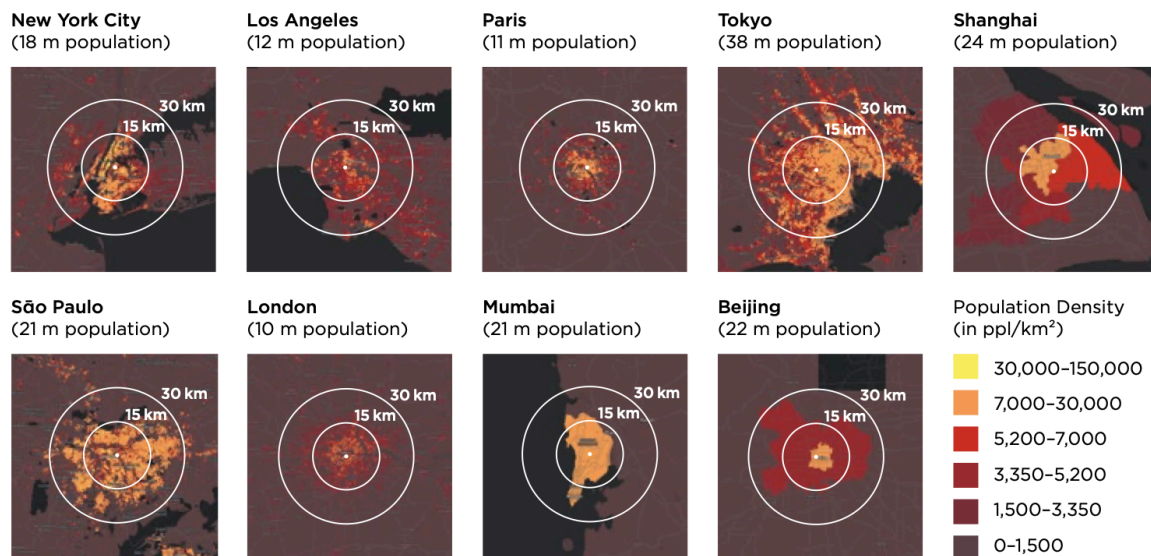 New York City
(18 m population)
30 km
15 km
Los Angeles
(12 m population)
30 km
15 km
Paris
(11 m population)
30 km
15 km
Tokyo
(38 m population)
30 km
15 km
Shanghai
(24 m population)
30 km
15 km
São Paulo
(21 m population)
30 km
15 km
London
(10 m population)
30 km
15 km
Mumbai
(21 m population)
30 km
15 km
Beijing
(22 m population)
30 km
15 km
Population Density
(in ppl/km²)
30,000–150,000
7,000–30,000
5,200–7,000
3,350–5,200
1,500–3,350
0–1,500